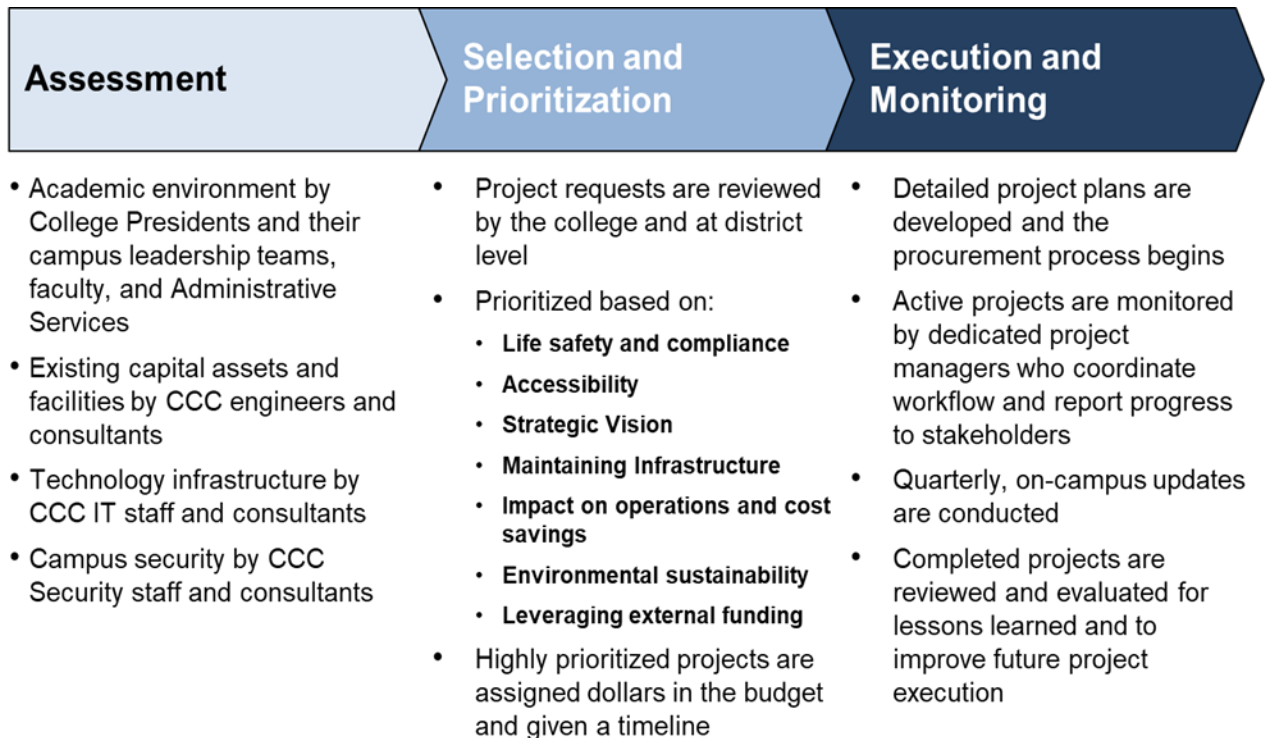 Assessment
• Academic environment by
College Presidents and their
campus leadership teams,
faculty, and Administrative
Services
• Existing capital assets and
facilities by CCC engineers and
consultants
• Technology infrastructure by
CCC IT staff and consultants
• Campus security by CCC
Security staff and consultants
Selection and
Prioritization
• Project requests are reviewed
by the college and at district
level
• Prioritized based on:
• Life safety and compliance
• Accessibility
• Strategic Vision
• Maintaining Infrastructure
• Impact on operations and cost
savings
• Environmental sustainability
• Leveraging external funding
• Highly prioritized projects are
assigned dollars in the budget
and given a timeline
Execution and
Monitoring
• Detailed project plans are
developed and the
procurement process begins
• Active projects are monitored
by dedicated project
managers who coordinate
workflow and report progress
to stakeholders
• Quarterly, on-campus updates
are conducted
• Completed projects are
reviewed and evaluated for
lessons learned and to
improve future project
execution